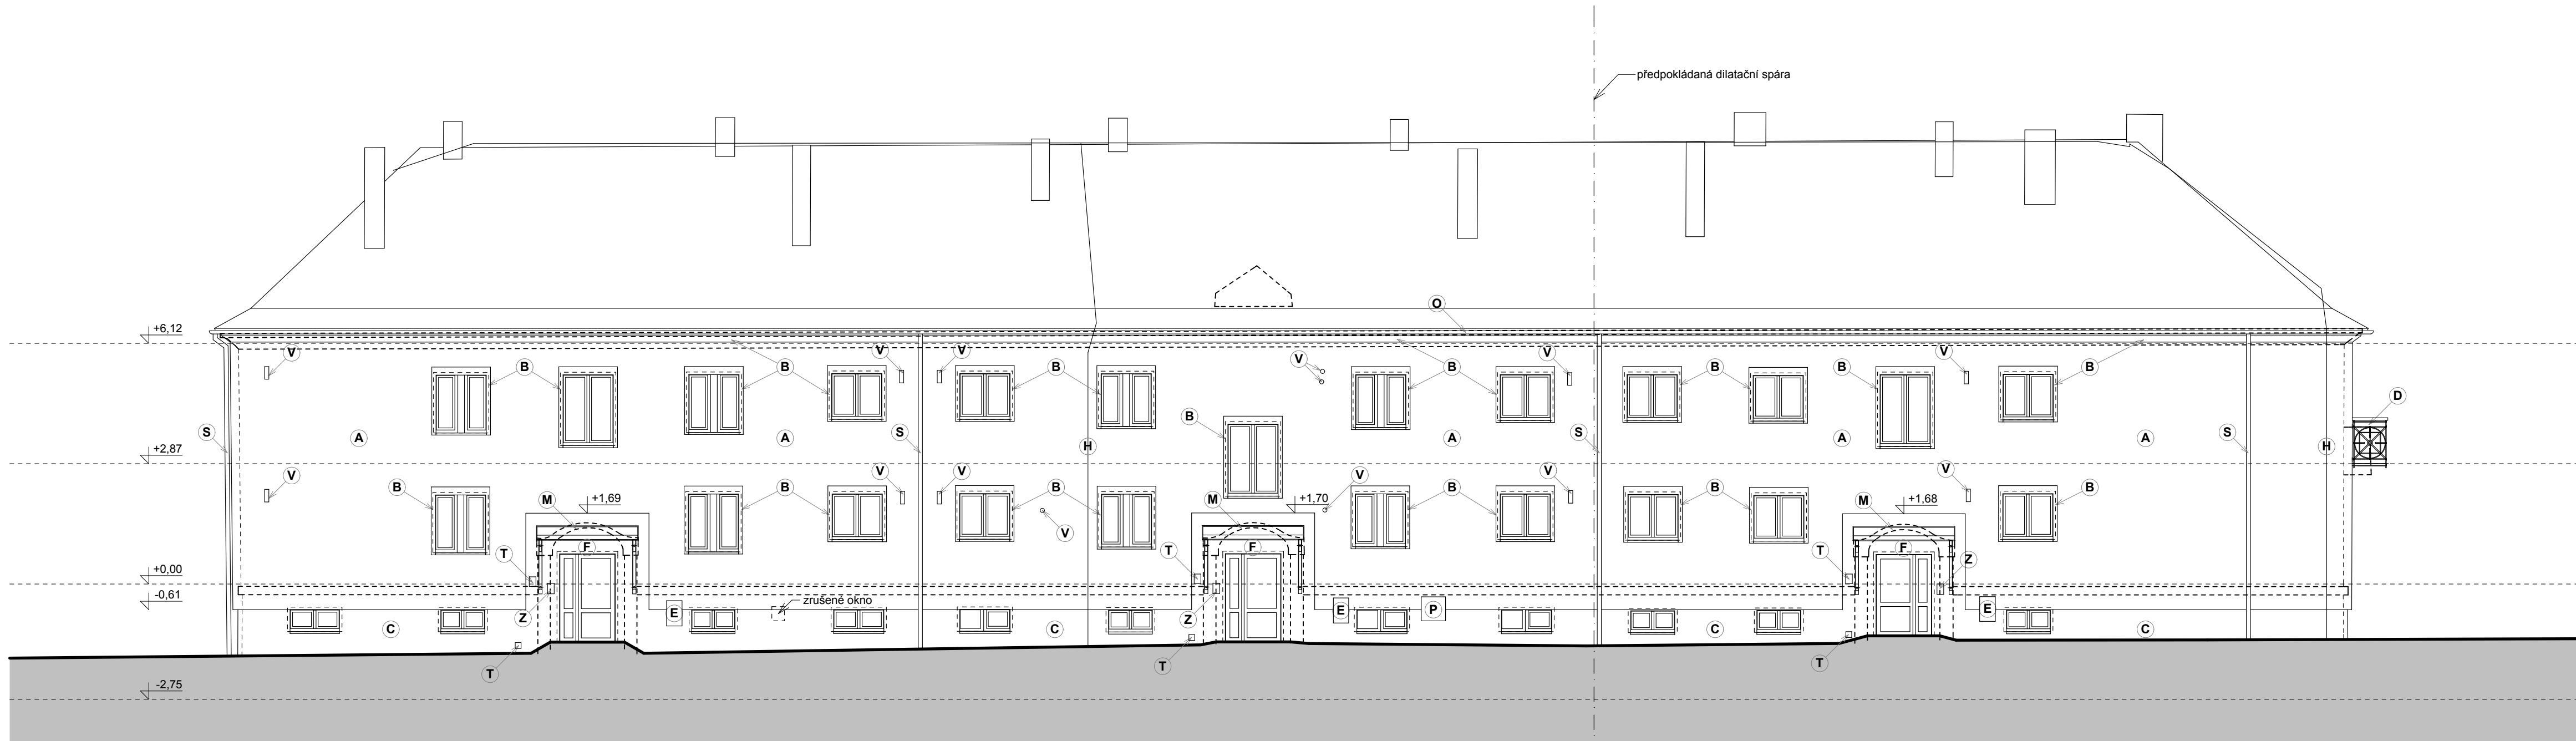 předpokládaná dilatační spára
O
+6,12
V V V V V V
B B B B B B B
D
B
S A A S H A S A A S H
+2,87
V V V V V
B B B B B B
M +1,69 M +1,70 V M +1,68
V
F F F
T T T Z
+0,00
-0,61
zrušené okno
Z E Z E P E
C C C C
T T T
-2,75